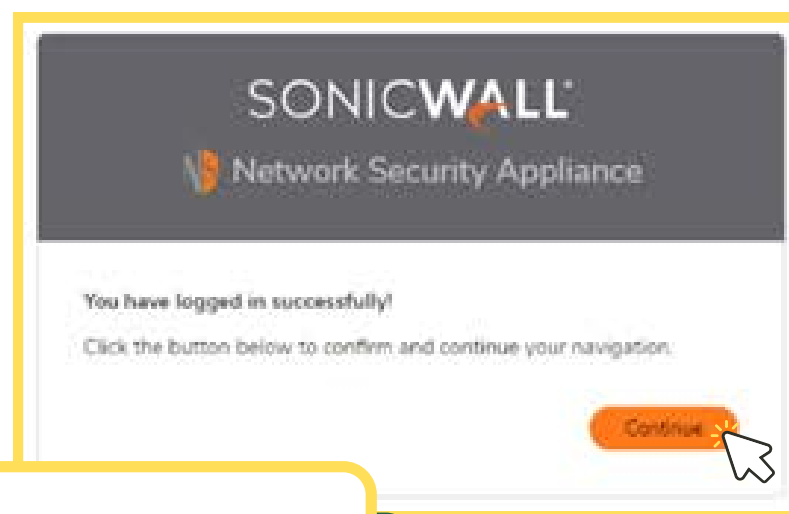 SONICWALL
Network Security Appliance
You have logged in successfully!
Click the button below to confirm and continue your navigation.
Continue